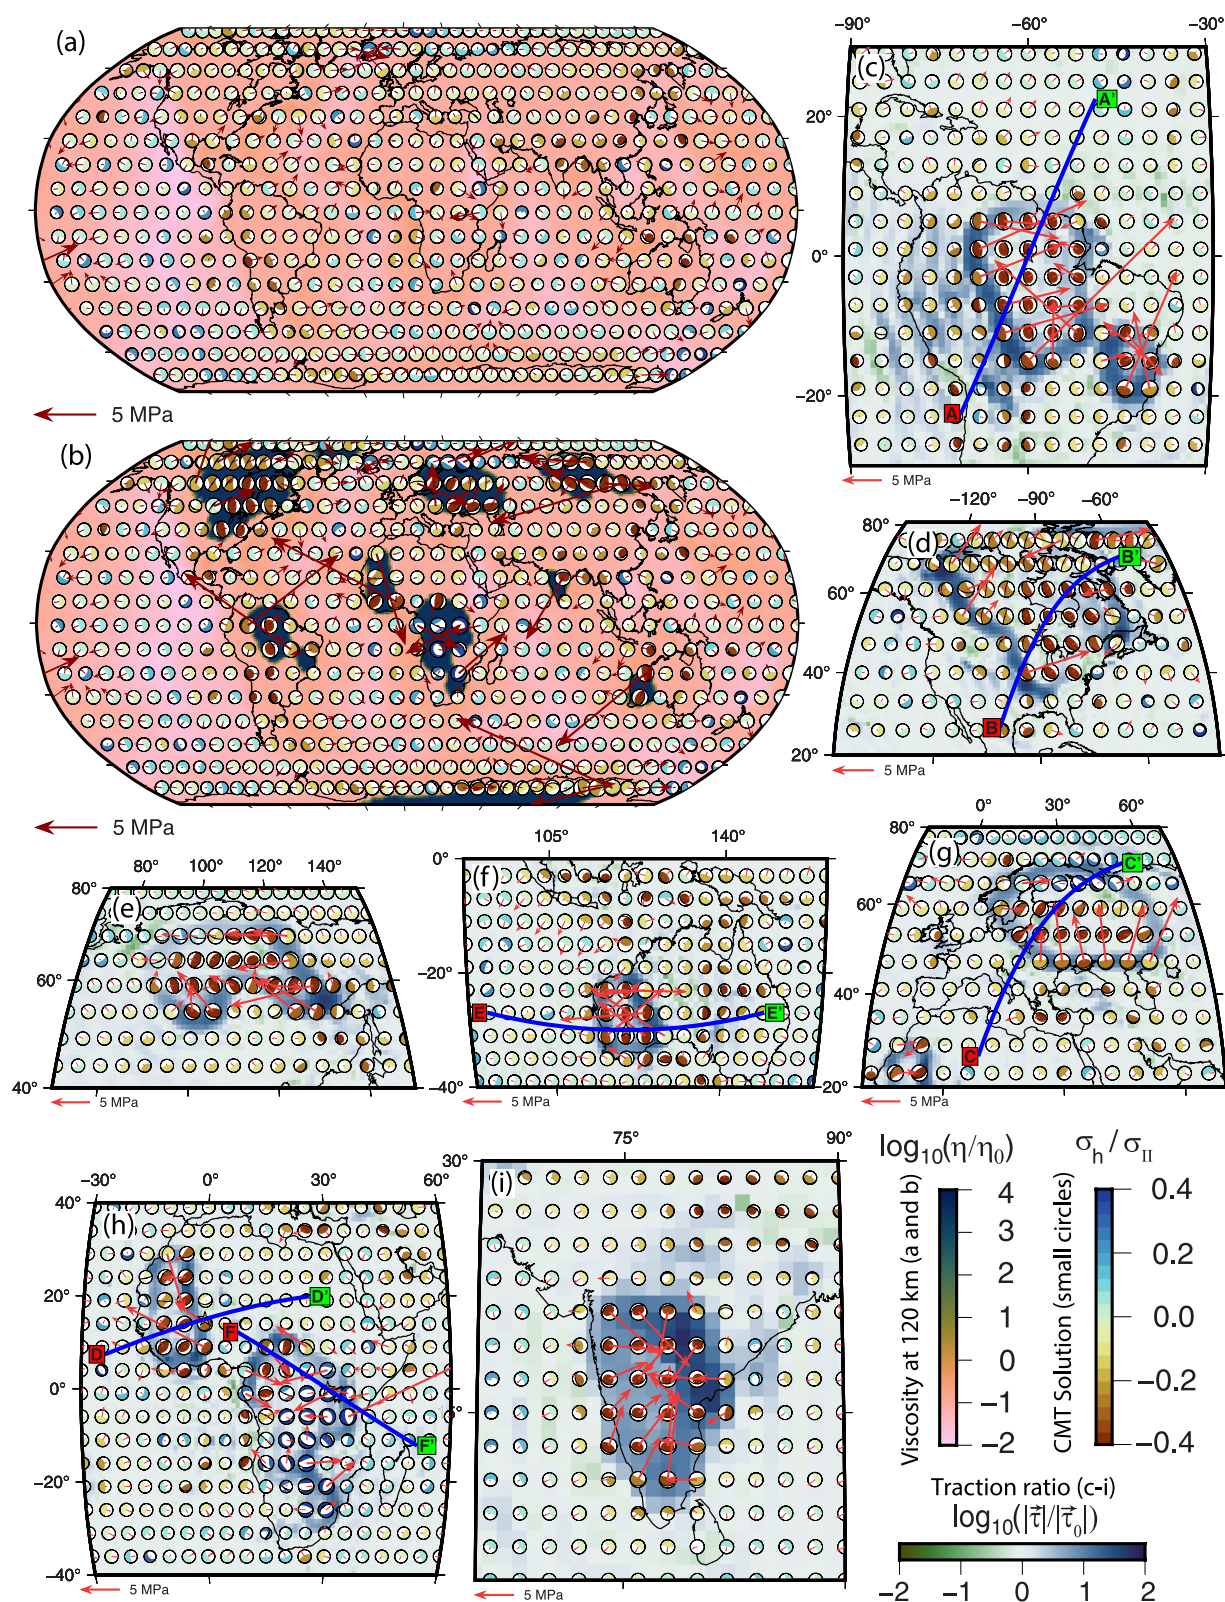 (a)
5 MPa
(b)
5 MPa
−90° −60° −30°
(c)
20°
0°
−20°
A'
A
5 MPa
−120° −90° −60°
80°
60°
40°
20°
(d)
B'
B
5 MPa
80° 100° 120° 140°
80°
60°
40°
(e)
5 MPa
105° 140°
0°
−20°
−40°
(f)
E
E'
5 MPa
0° 30° 60°
80°
60°
40°
20°
(g)
C'
C
5 MPa
−30° 0° 30° 60°
40°
20°
0°
−20°
−40°
(h)
D
D'
F
F'
5 MPa
75° 90°
30°
(i)
75° 90°
5 MPa
log₁₀(η/η₀)
Viscosity at 120 km (a and b)
4
3
2
1
0
−1
−2
σₕ / σ_II
CMT Solution (small circles)
0.4
0.2
0.0
−0.2
−0.4
Traction ratio (c-i)
log₁₀(|τ⃗|/|τ⃗₀|)
−2 −1 0 1 2